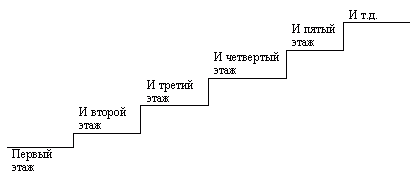 И т.д.
И пятый
этаж
И четвертый
этаж
И третий
этаж
И второй
этаж
Первый
этаж